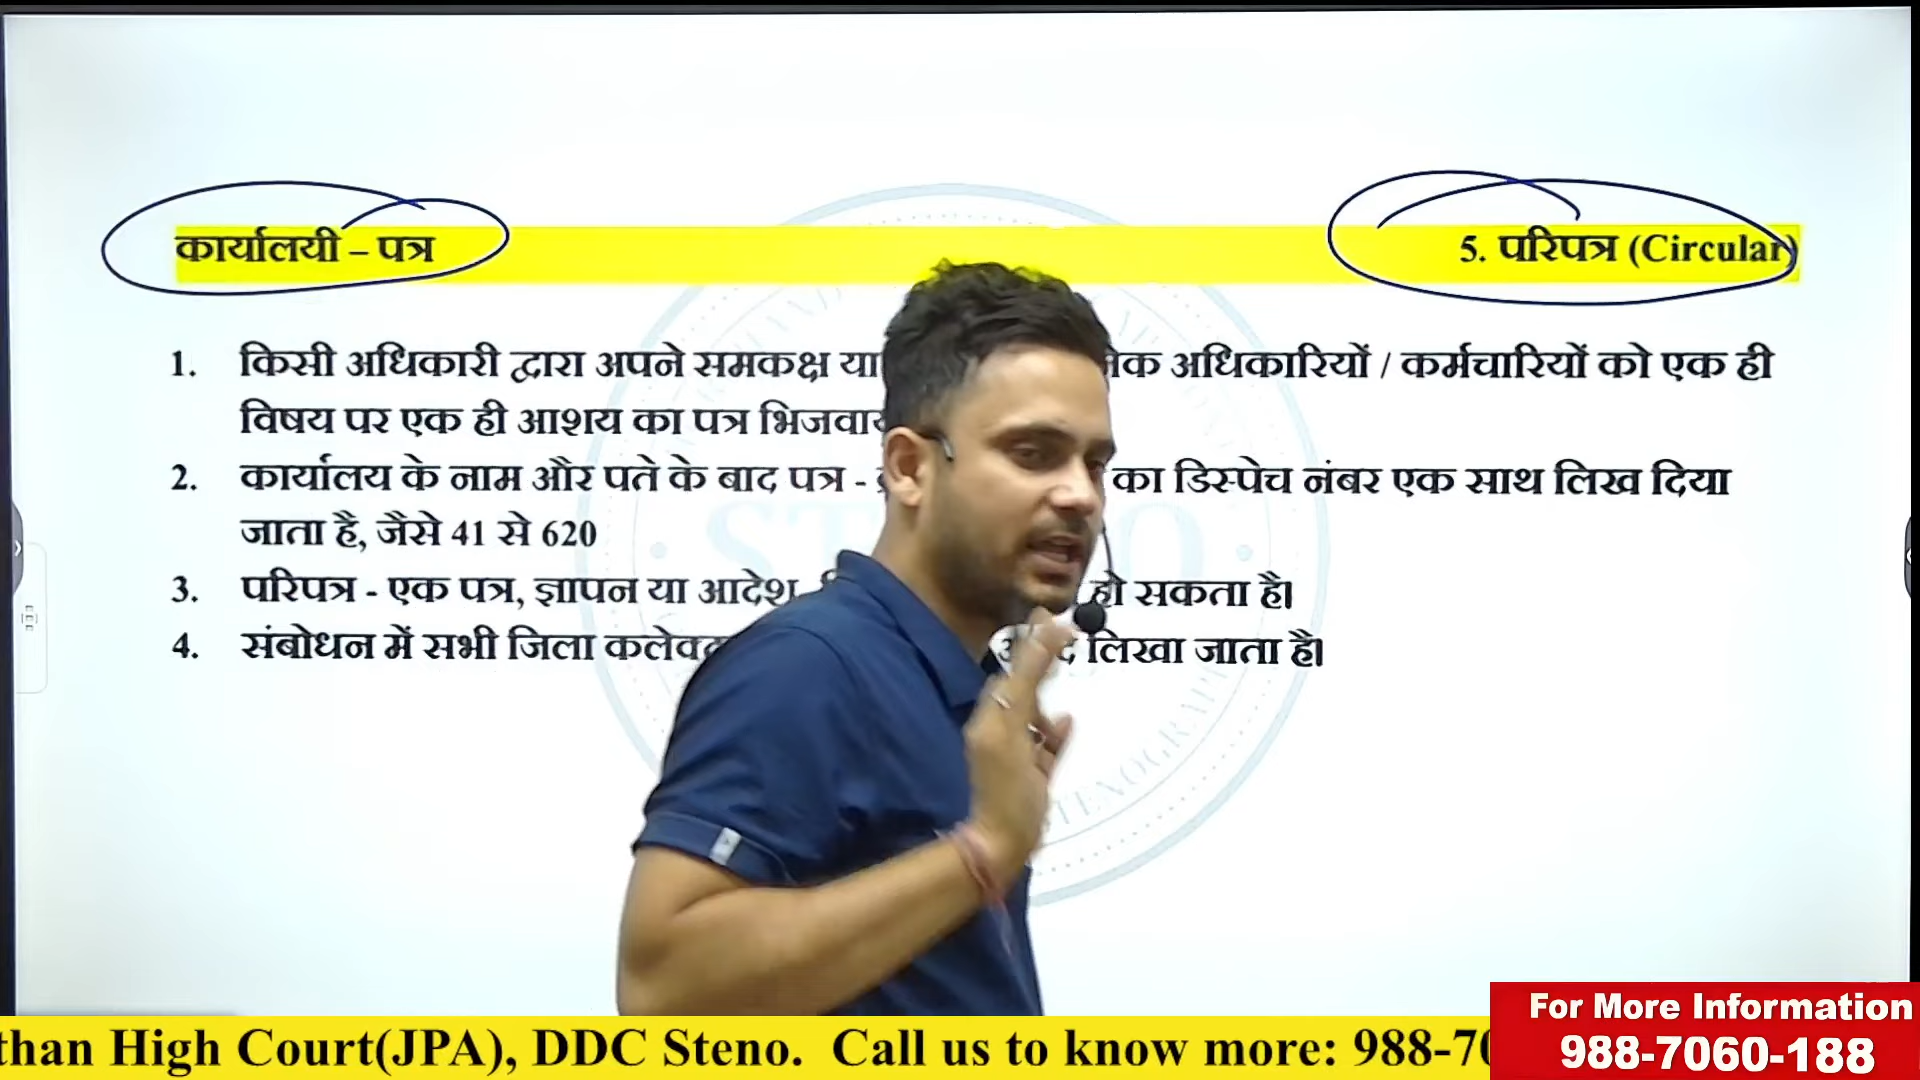 कार्यालयी – पत्र
5. परिपत्र (Circular)
1. किसी अधिकारी द्वारा अपने समकक्ष या अधिकारियों / कर्मचारियों को एक ही
विषय पर एक ही आशय का पत्र
2. कार्यालय के नाम और पते के बाद पत्र - का डिस्पेच नंबर एक साथ लिख दिया
जाता है, जैसे 41 से 620
3. परिपत्र - एक पत्र, ज्ञापन या आदेश हो सकता है।
4. संबोधन में सभी जिला लिखा जाता है।
than High Court(JPA), DDC Steno. Call us to know more: 988-70
For More Information
988-7060-188